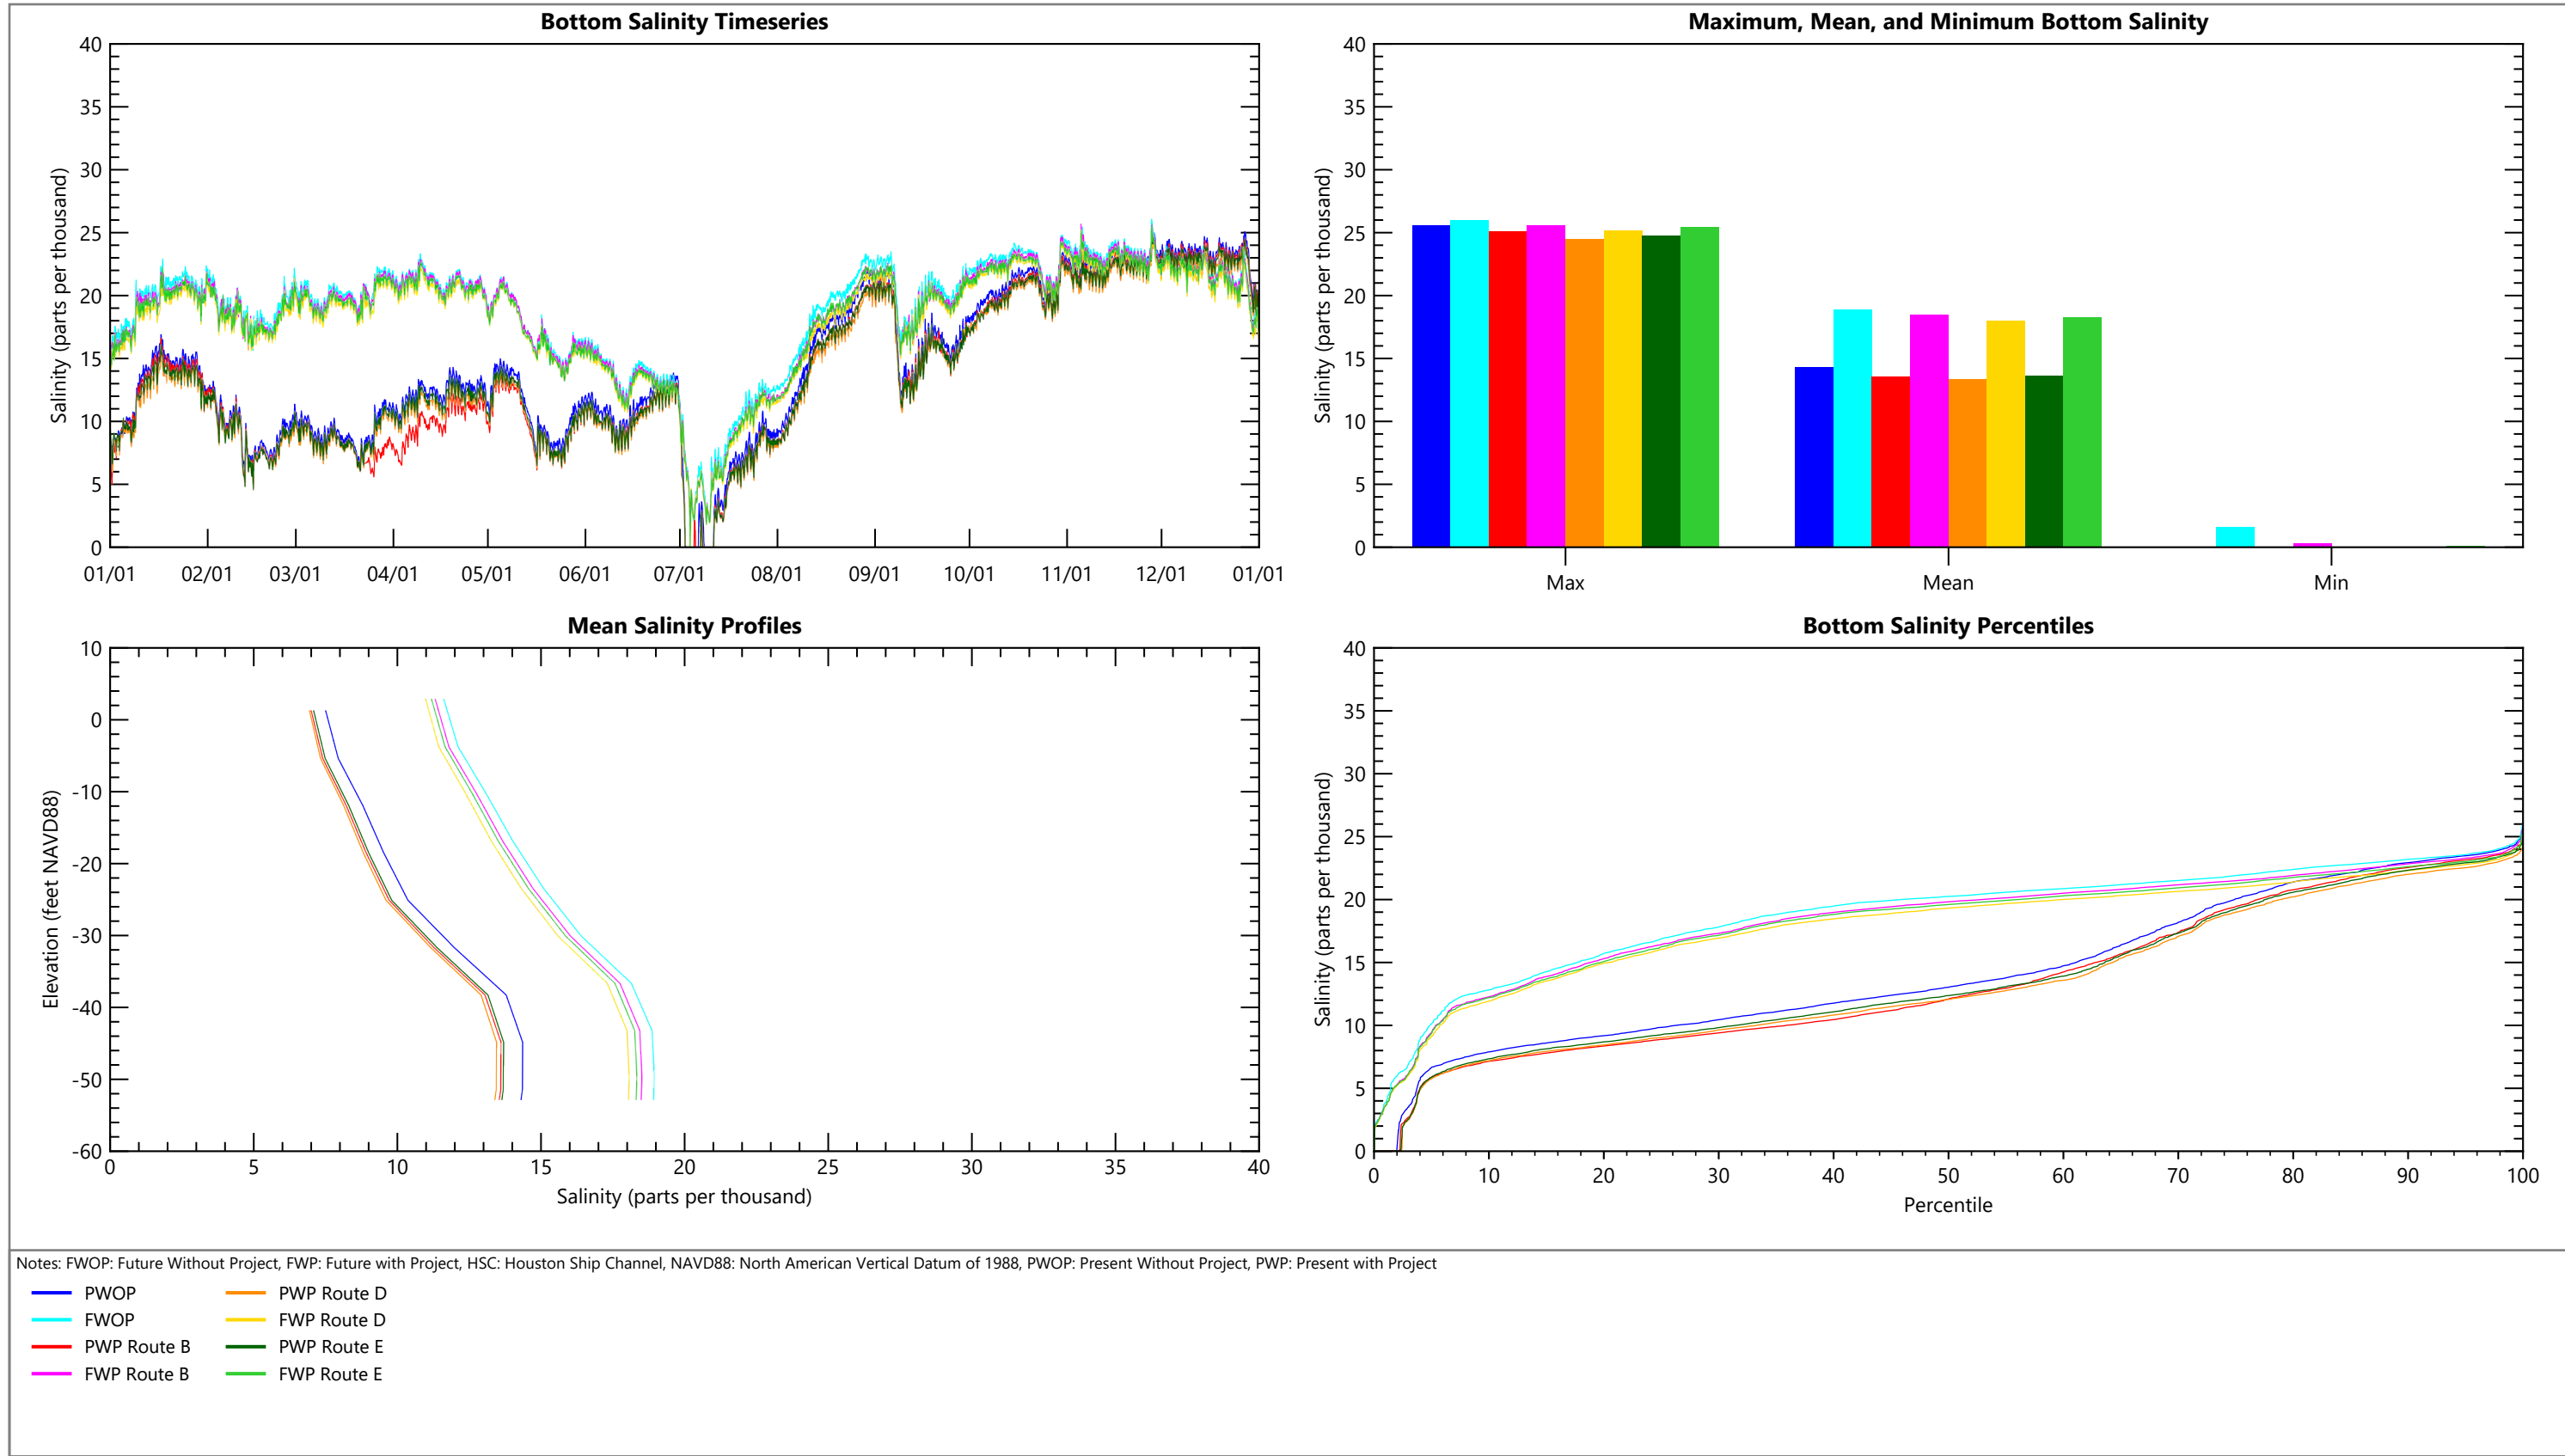 Bottom Salinity Timeseries
Salinity (parts per thousand)
40
35
30
25
20
15
10
5
0
01/01 02/01 03/01 04/01 05/01 06/01 07/01 08/01 09/01 10/01 11/01 12/01 01/01
Maximum, Mean, and Minimum Bottom Salinity
Salinity (parts per thousand)
40
35
30
25
20
15
10
5
0
Max Mean Min
Mean Salinity Profiles
Elevation (feet NAVD88)
10
0
-10
-20
-30
-40
-50
-60
0 5 10 15 20 25 30 35 40
Salinity (parts per thousand)
Bottom Salinity Percentiles
Salinity (parts per thousand)
40
35
30
25
20
15
10
5
0
0 10 20 30 40 50 60 70 80 90 100
Percentile
Notes: FWOP: Future Without Project, FWP: Future with Project, HSC: Houston Ship Channel, NAVD88: North American Vertical Datum of 1988, PWOP: Present Without Project, PWP: Present with Project
PWOP
FWOP
PWP Route B
FWP Route B
PWP Route D
FWP Route D
PWP Route E
FWP Route E